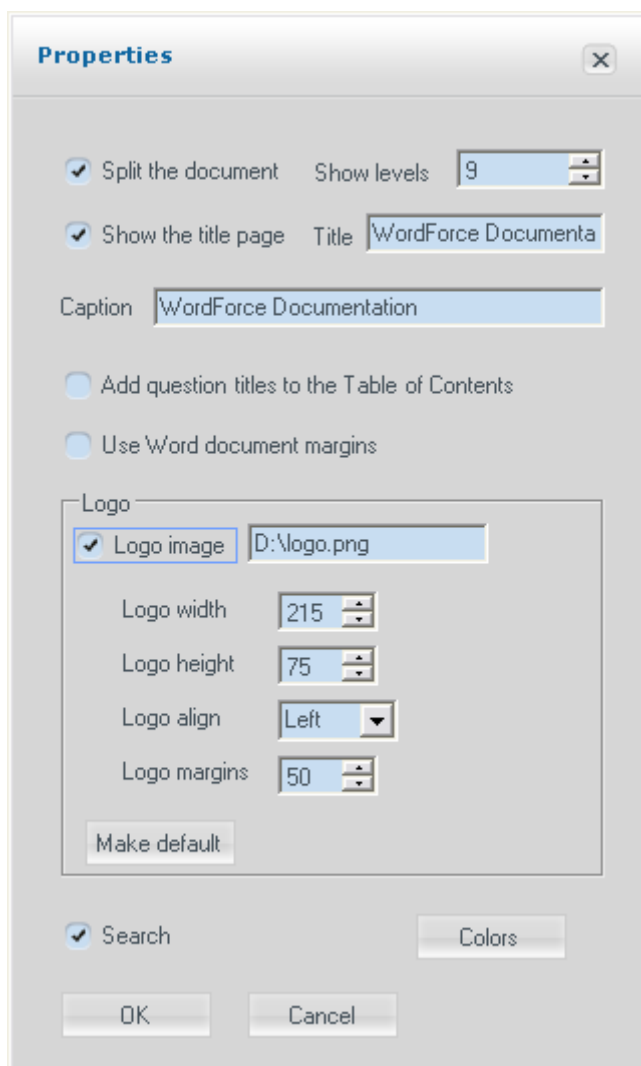 Properties
Split the document Show levels 9
Show the title page Title WordForce Documenta
Caption WordForce Documentation
Add question titles to the Table of Contents
Use Word document margins
Logo
Logo image D:\logo.png
Logo width 215
Logo height 75
Logo align Left
Logo margins 50
Make default
Search Colors
OK Cancel